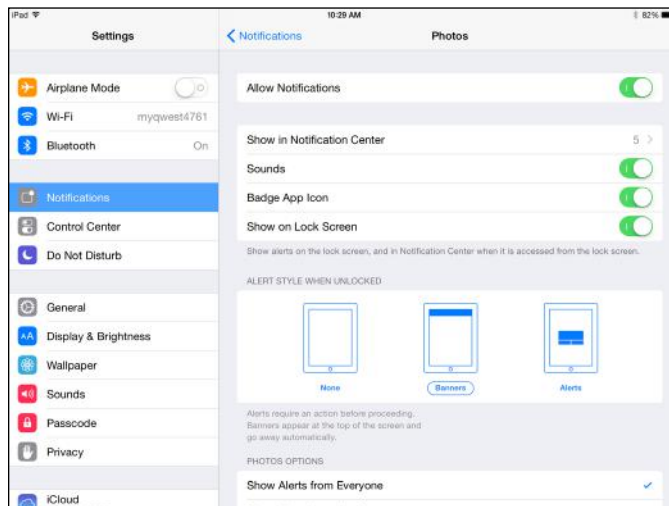 iPad 10:29 AM 82%
Settings
Notifications Photos
Airplane Mode
Wi-Fi myqwest4761
Bluetooth On
Notifications
Control Center
Do Not Disturb
General
AA Display & Brightness
Wallpaper
Sounds
Passcode
Privacy
iCloud
Allow Notifications
Show in Notification Center 5
Sounds
Badge App Icon
Show on Lock Screen
Show alerts on the lock screen, and in Notification Center when it is accessed from the lock screen.
ALERT STYLE WHEN UNLOCKED
None Banners Alerts
Alerts require an action before proceeding.
Banners appear at the top of the screen and
go away automatically.
PHOTOS OPTIONS
Show Alerts from Everyone